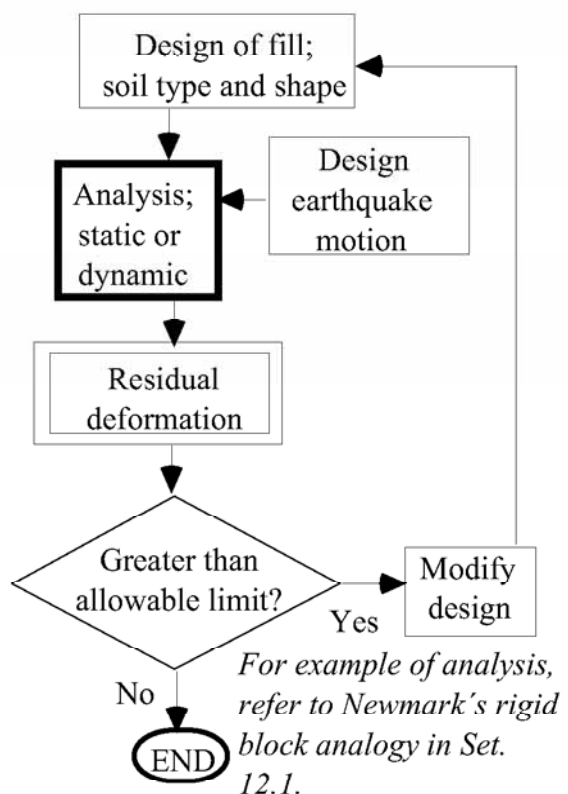 Design of fill;
soil type and shape
Design
earthquake
motion
Analysis;
static or
dynamic
Residual
deformation
Greater than
allowable limit?
Yes
Modify
design
No
END
For example of analysis,
refer to Newmark´s rigid
block analogy in Set.
12.1.